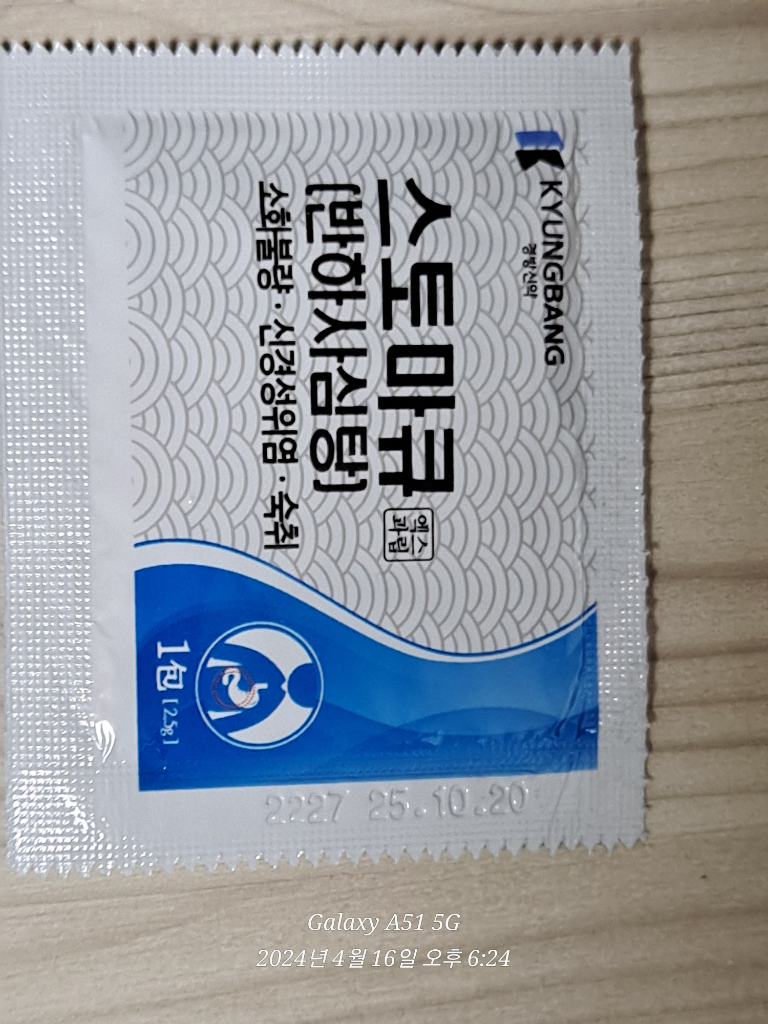 KYUNGBANG
경방신약
스토마큐
엑스
과립
[반하사심탕]
소화불량 · 신경성위염 · 숙취
1包 [2.5g]
2227 25.10.20
Galaxy A51 5G
2024년 4월 16일 오후 6:24